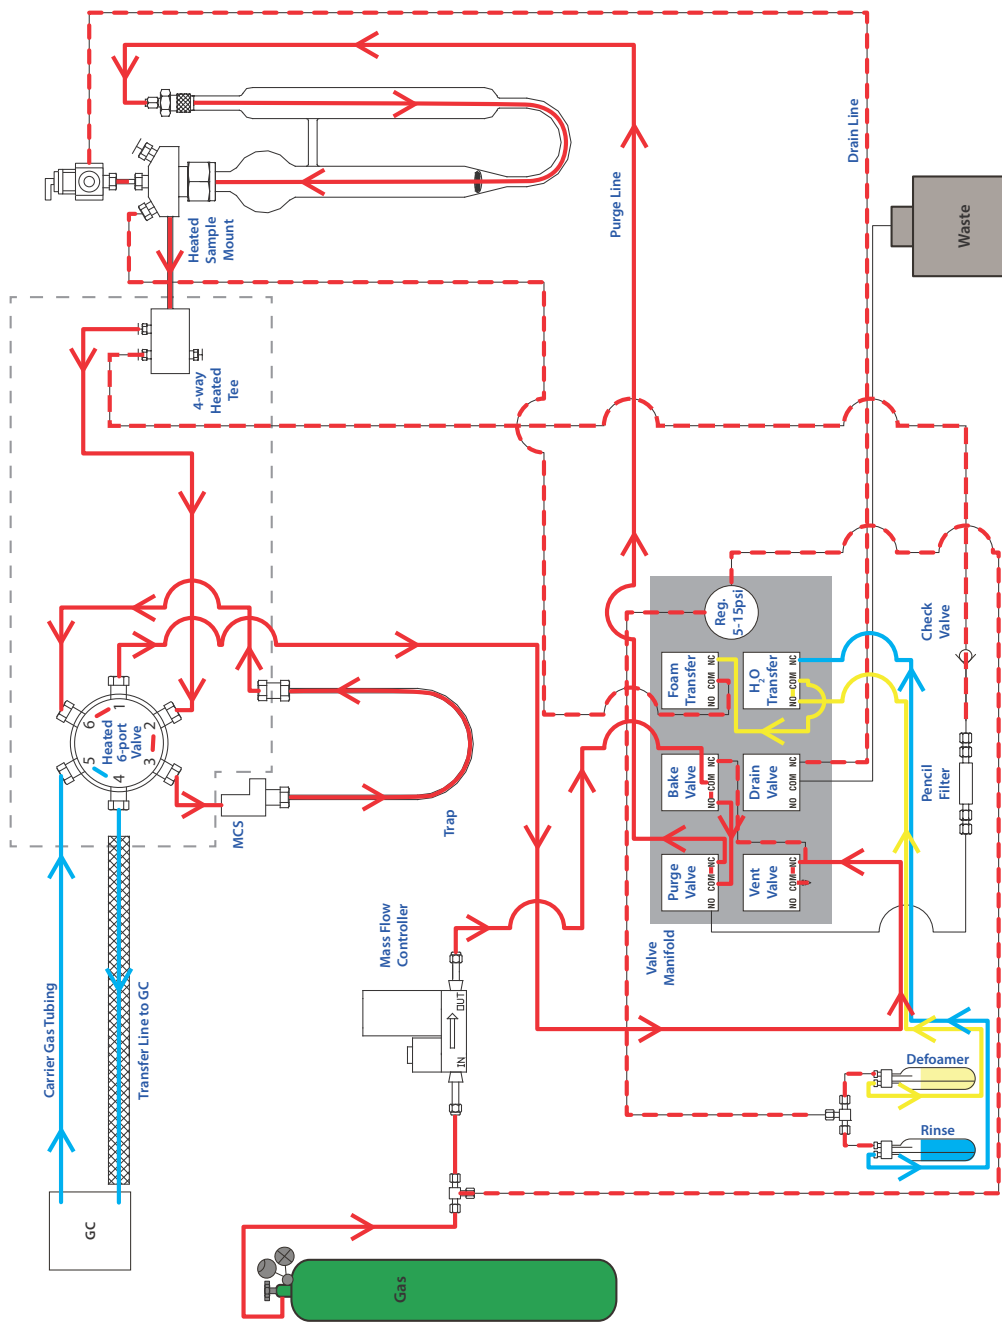 Drain Line
Purge Line
Waste
Heated
Sample
Mount
4-way
Heated
Tee
Heated
6-port
Valve
1
2
3
4
5
6
MCS
Trap
Carrier Gas Tubing
Transfer Line to GC
GC
Mass Flow
Controller
IN
OUT
Gas
Valve
Manifold
Reg.
5-15psi
Foam
Transfer
NO COM NC
H2O
Transfer
NO COM NC
Bake
Valve
NO COM NC
Drain
Valve
NO COM NC
Purge
Valve
NO COM NC
Vent
Valve
NO COM NC
Check
Valve
Pencil
Filter
Defoamer
Rinse